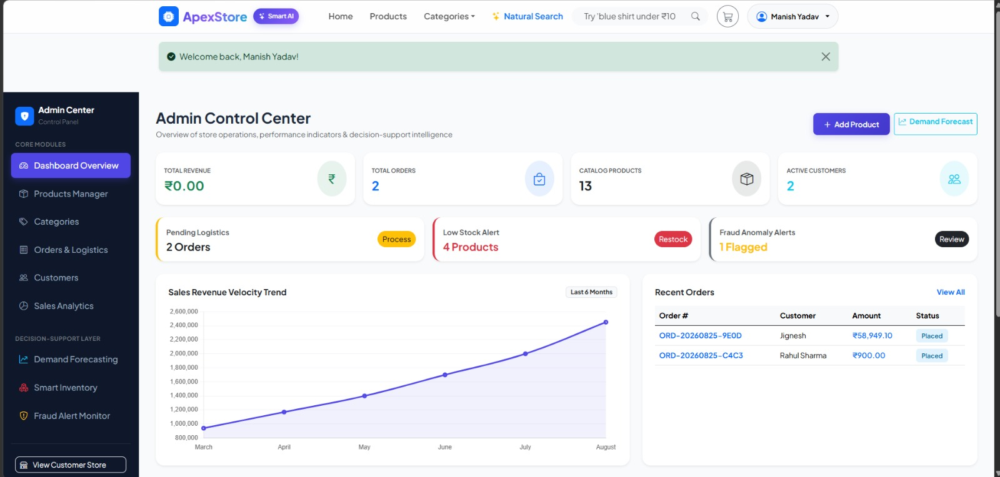 ApexStore
Smart AI
Home
Products
Categories
Natural Search
Try 'blue shirt under ₹10
Manish Yadav
Welcome back, Manish Yadav!
Admin Center
Control Panel
CORE MODULES
Dashboard Overview
Products Manager
Categories
Orders & Logistics
Customers
Sales Analytics
DECISION-SUPPORT LAYER
Demand Forecasting
Smart Inventory
Fraud Alert Monitor
View Customer Store
Admin Control Center
Overview of store operations, performance indicators & decision-support intelligence
+ Add Product
Demand Forecast
TOTAL REVENUE
₹0.00
₹
TOTAL ORDERS
2
CATALOG PRODUCTS
13
ACTIVE CUSTOMERS
2
Pending Logistics
2 Orders
Process
Low Stock Alert
4 Products
Restock
Fraud Anomaly Alerts
1 Flagged
Review
Sales Revenue Velocity Trend
Last 6 Months
2,600,000
2,400,000
2,200,000
2,000,000
1,800,000
1,600,000
1,400,000
1,200,000
1,000,000
800,000
March April May June July August
Recent Orders
View All
Order # Customer Amount Status
ORD-20260825-9E0D Jignesh ₹58,949.10 Placed
ORD-20260825-C4C3 Rahul Sharma ₹900.00 Placed